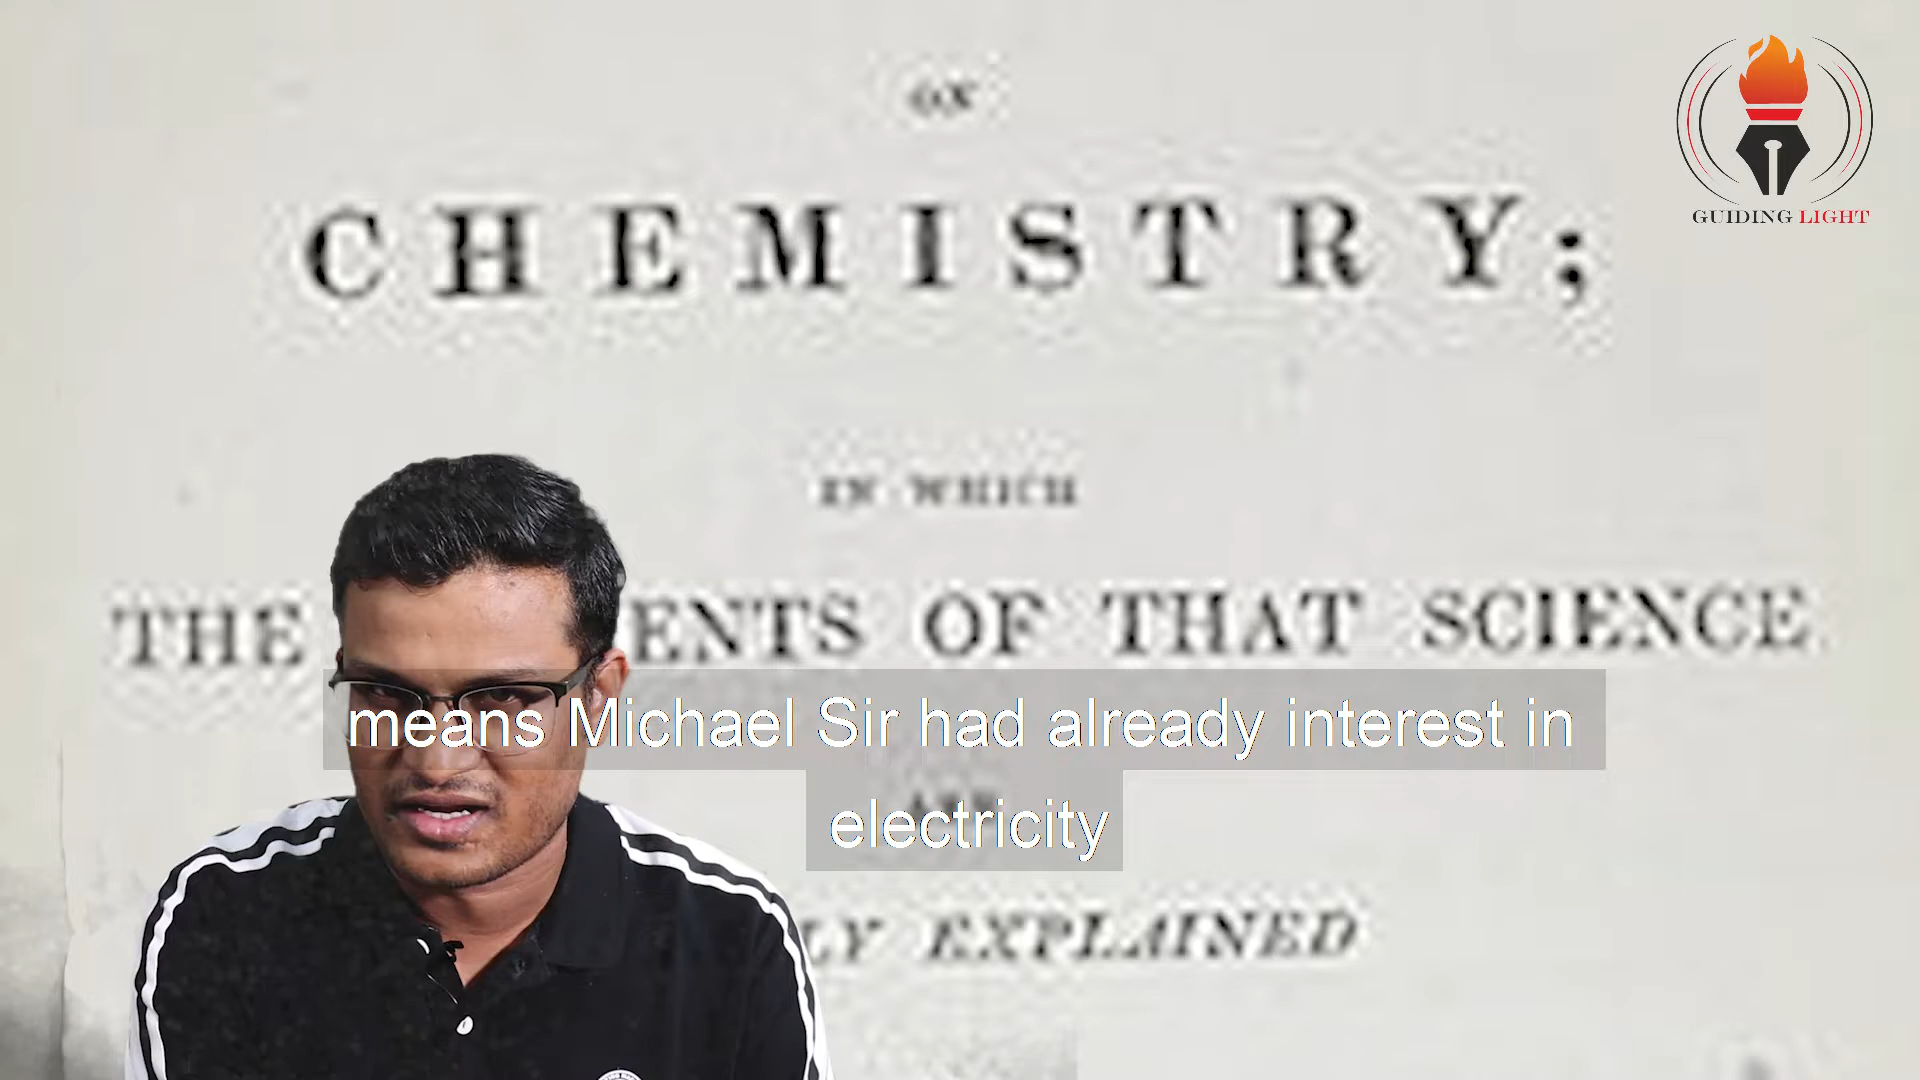 ON
CHEMISTRY;
GUIDING LIGHT
IN WHICH
THE ENTS OF THAT SCIENCE
means Michael Sir had already interest in
electricity
LY EXPLAINED